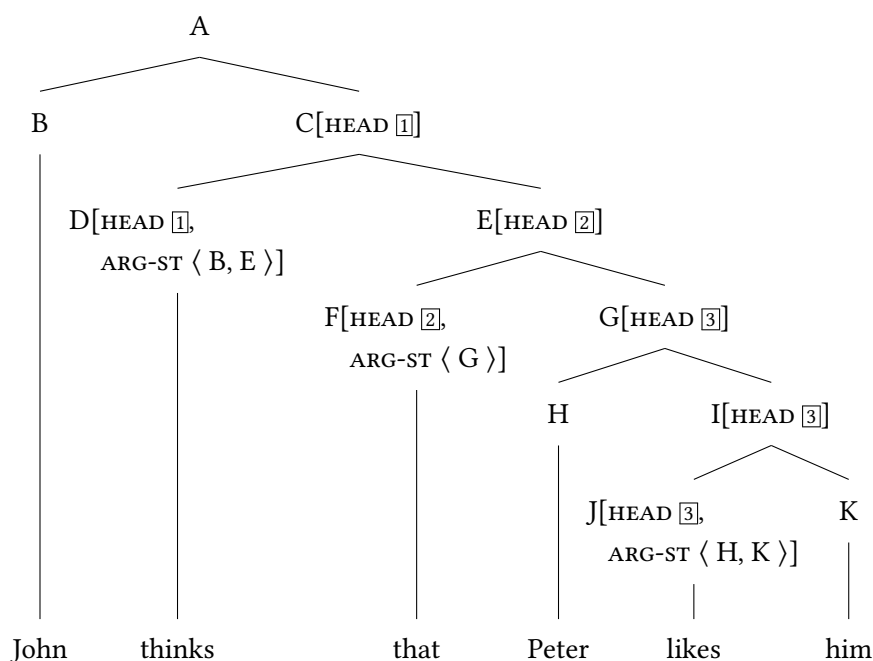 A
B C[HEAD 1]
D[HEAD 1, E[HEAD 2]
ARG-ST ⟨ B, E ⟩]
F[HEAD 2, G[HEAD 3]
ARG-ST ⟨ G ⟩]
H I[HEAD 3]
J[HEAD 3, K
ARG-ST ⟨ H, K ⟩]
John thinks that Peter likes him